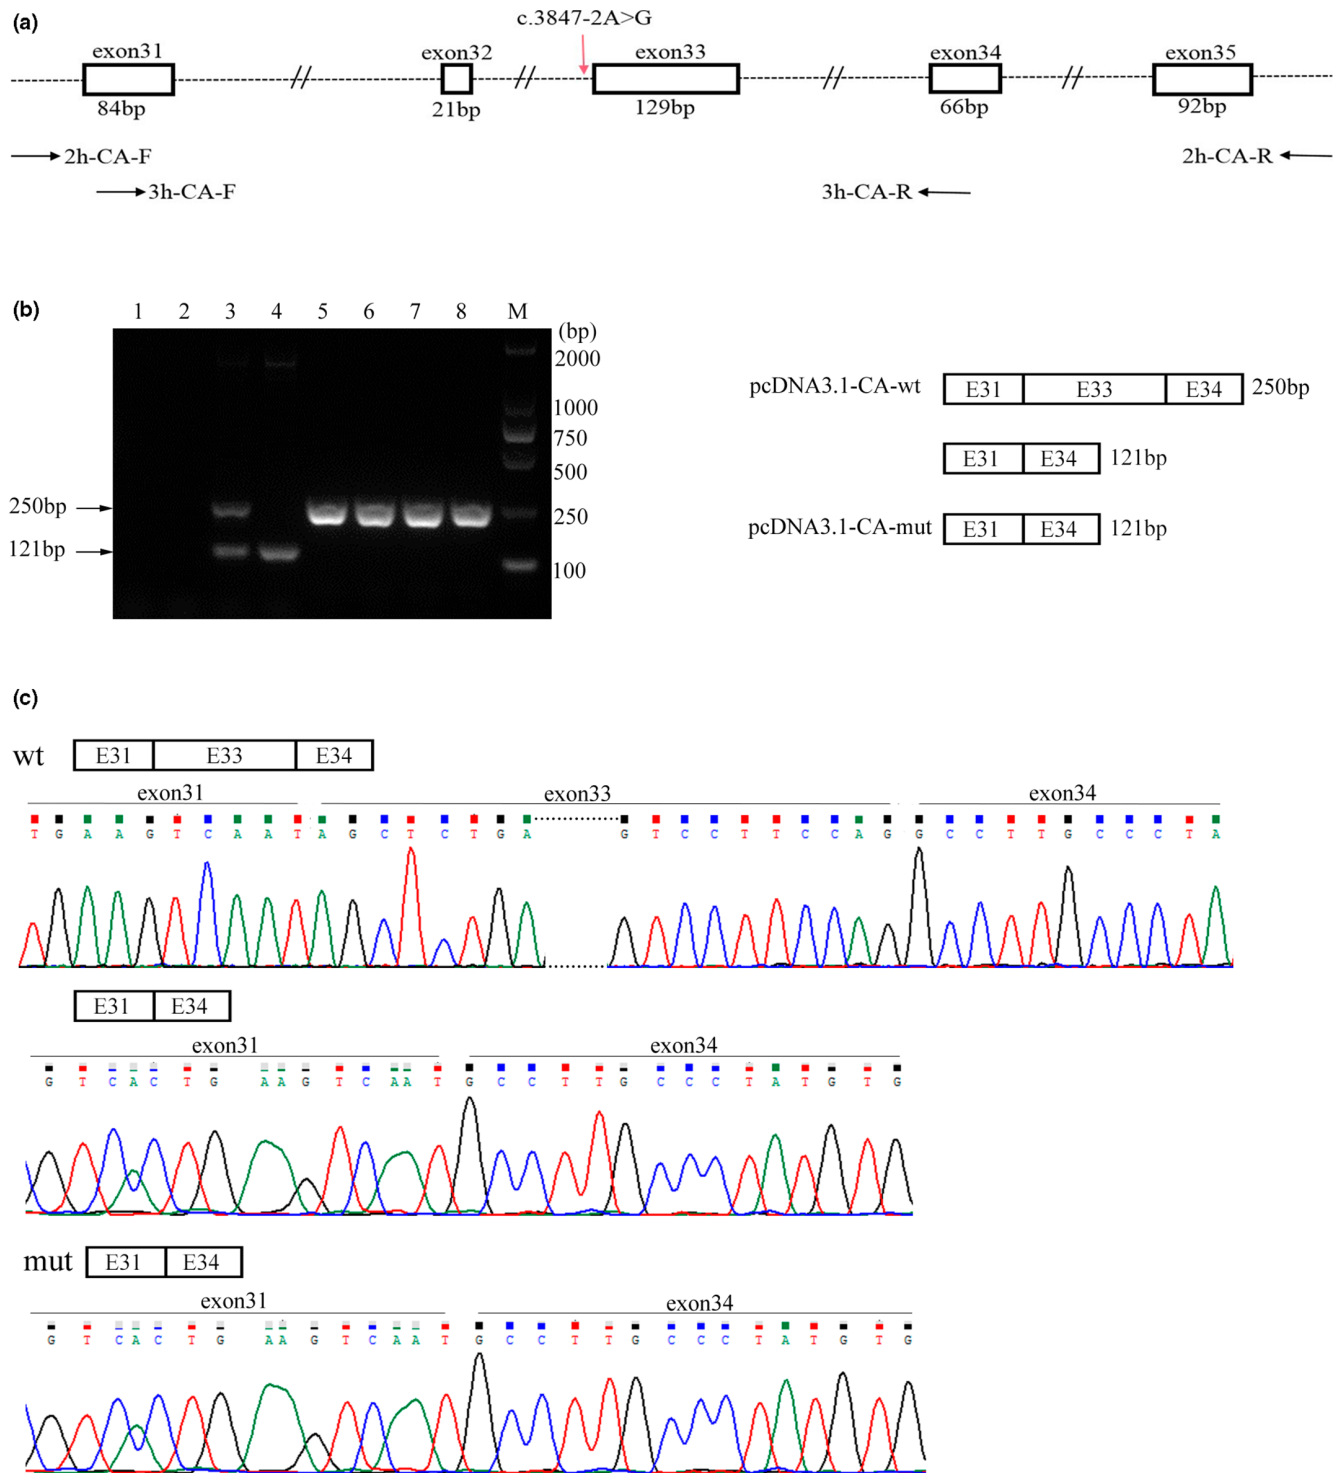 (a)
c.3847-2A>G
exon31 exon32 exon33 exon34 exon35
84bp 21bp 129bp 66bp 92bp
2h-CA-F 2h-CA-R
3h-CA-F 3h-CA-R
(b)
1 2 3 4 5 6 7 8 M
(bp)
2000
1000
750
500
250
100
250bp
121bp
pcDNA3.1-CA-wt E31 E33 E34 250bp
E31 E34 121bp
pcDNA3.1-CA-mut E31 E34 121bp
(c)
wt E31 E33 E34
exon31 exon33 exon34
T G A A G T C A A T A G C T C T G A G T C C T T C C A G G C C T T G C C C T A
E31 E34
exon31 exon34
G T C A C T G A A G T C A A T G C C T T G C C C T A T G T G
mut E31 E34
exon31 exon34
G T C A C T G A A G T C A A T G C C T T G C C C T A T G T G